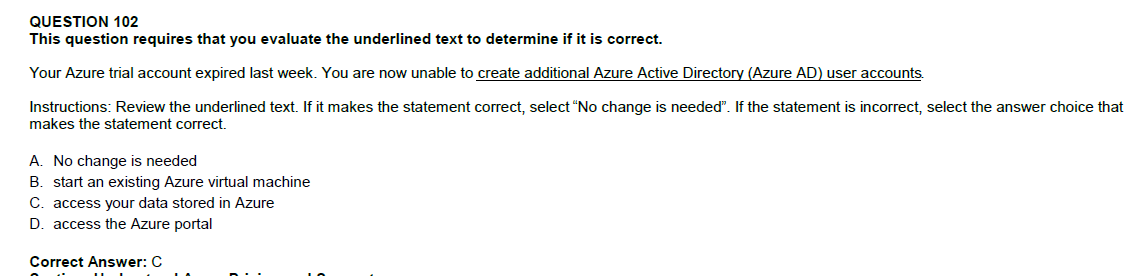 QUESTION 102
This question requires that you evaluate the underlined text to determine if it is correct.
Your Azure trial account expired last week. You are now unable to create additional Azure Active Directory (Azure AD) user accounts.
Instructions: Review the underlined text. If it makes the statement correct, select “No change is needed”. If the statement is incorrect, select the answer choice that
makes the statement correct.
A. No change is needed
B. start an existing Azure virtual machine
C. access your data stored in Azure
D. access the Azure portal
Correct Answer: C